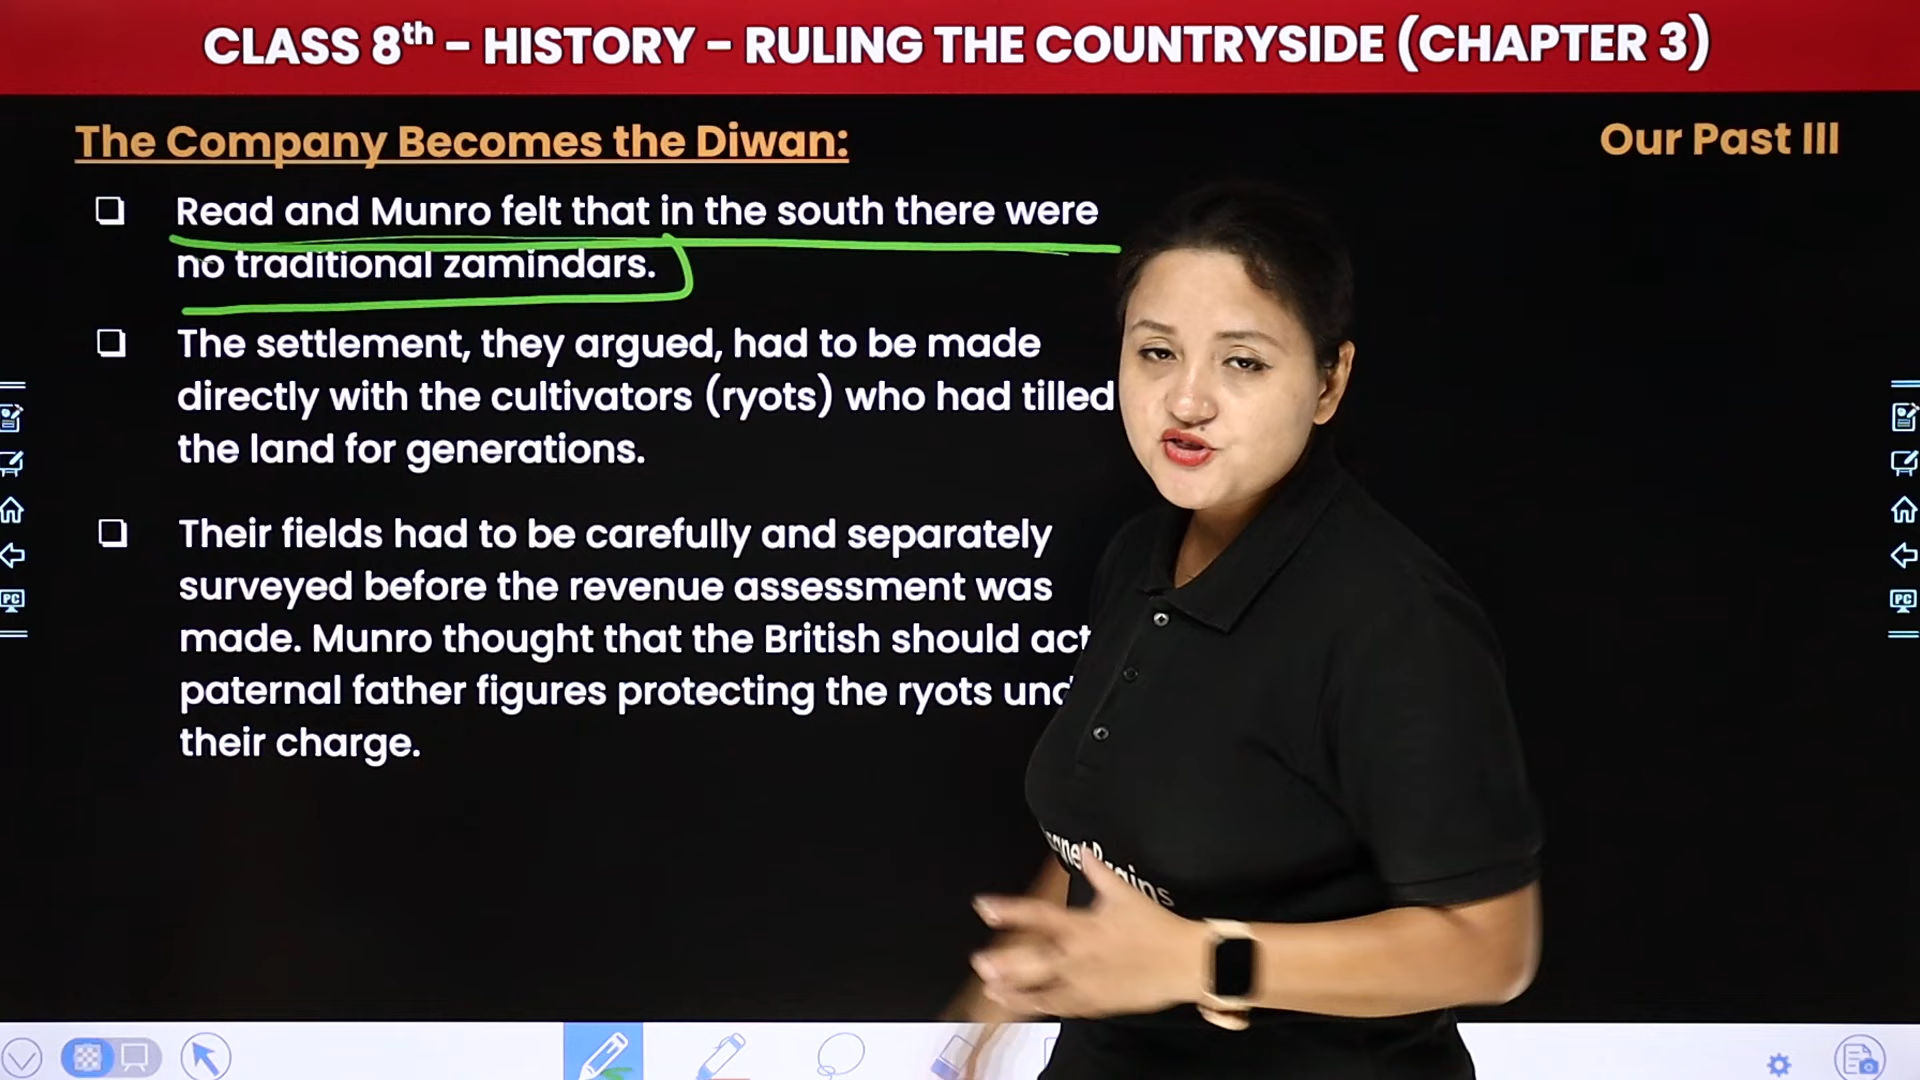 CLASS 8th – HISTORY – RULING THE COUNTRYSIDE (CHAPTER 3)
The Company Becomes the Diwan:
Our Past III
Read and Munro felt that in the south there were
no traditional zamindars.
The settlement, they argued, had to be made
directly with the cultivators (ryots) who had tilled
the land for generations.
Their fields had to be carefully and separately
surveyed before the revenue assessment was
made. Munro thought that the British should act
paternal father figures protecting the ryots
their charge.
PC
PC